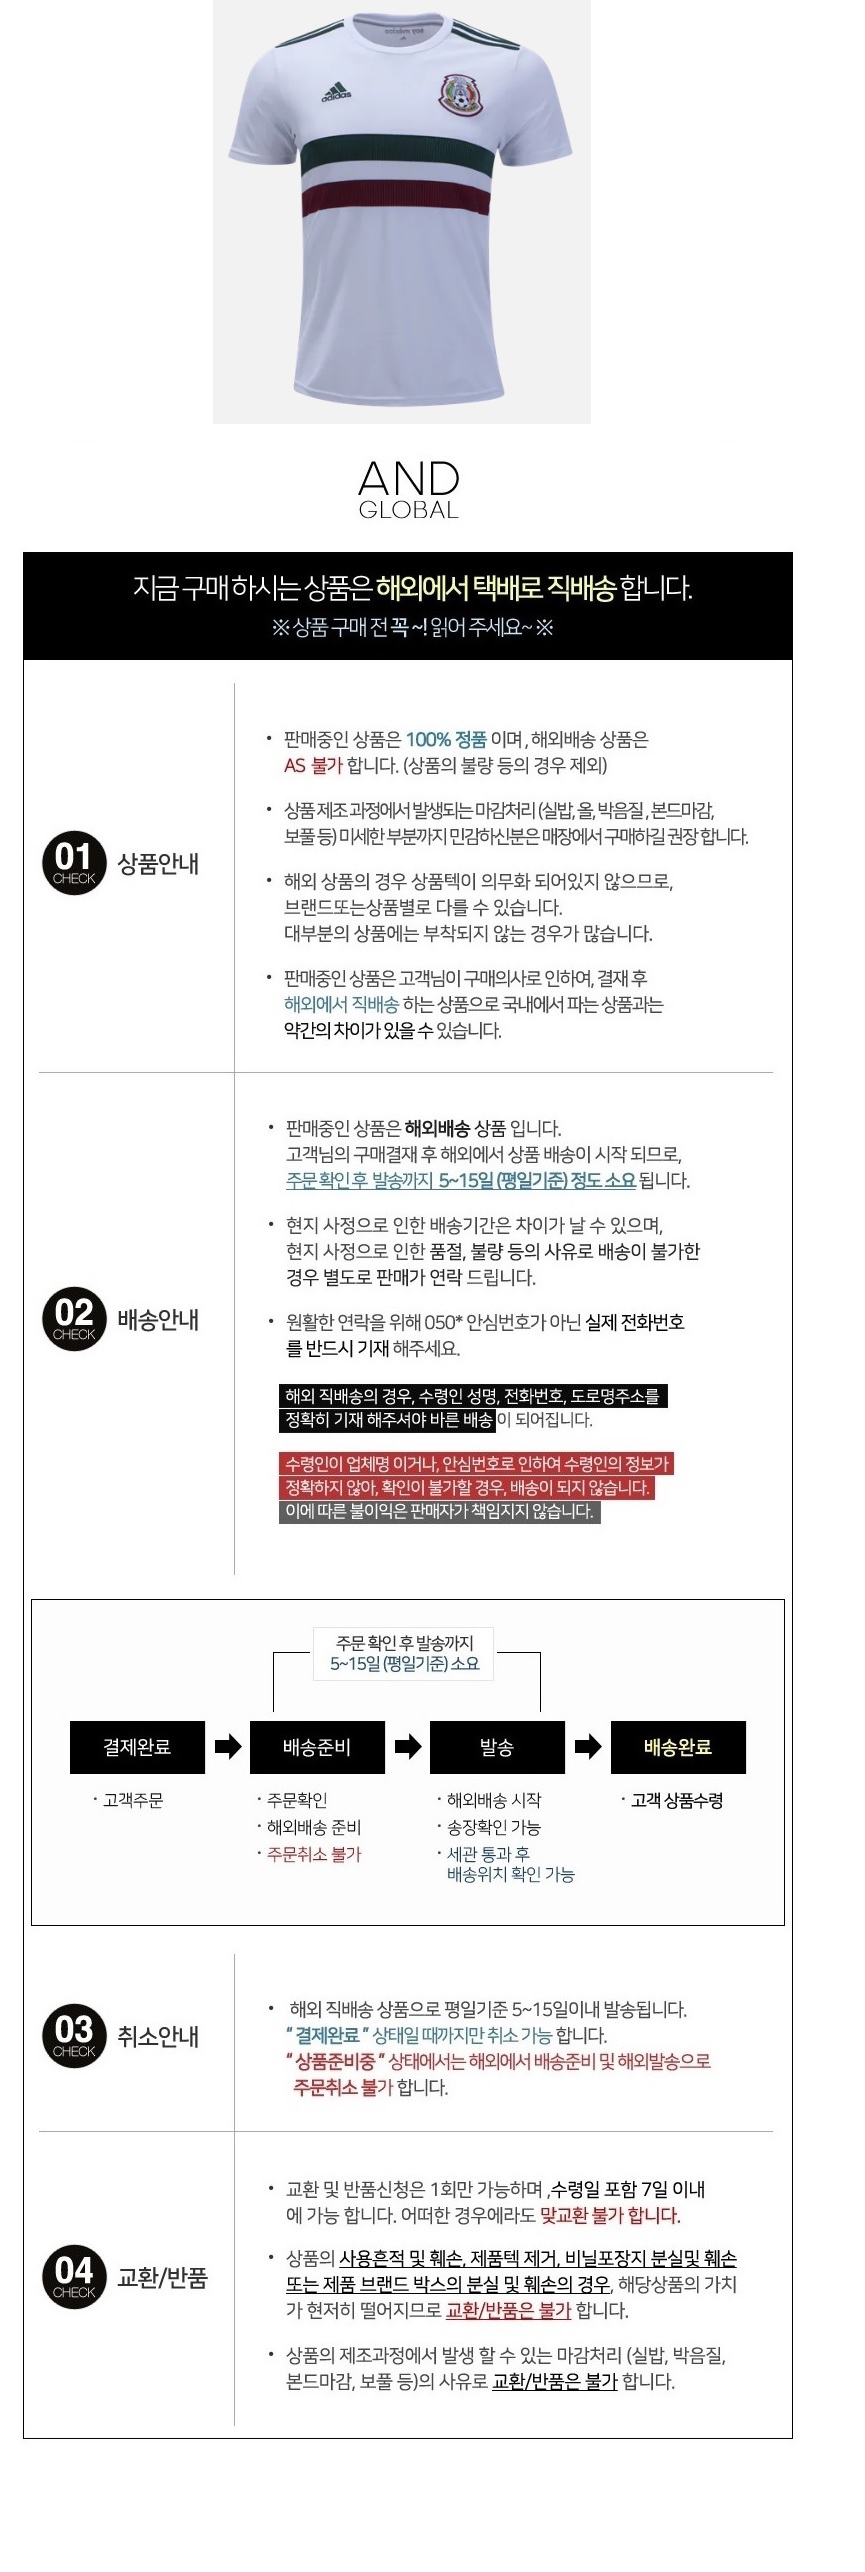 adidas
AND
GLOBAL
지금 구매 하시는 상품은 해외에서 택배로 직배송 합니다.
※ 상품 구매 전 꼭 ~! 읽어 주세요~ ※
01
CHECK
상품안내
• 판매중인 상품은 100% 정품 이며 , 해외배송 상품은
AS 불가 합니다. (상품의 불량 등의 경우 제외)
• 상품 제조 과정에서 발생되는 마감처리 (실밥, 올, 박음질 , 본드마감,
보풀 등) 미세한 부분까지 민감하신분은 매장에서 구매하길 권장 합니다.
• 해외 상품의 경우 상품텍이 의무화 되어있지 않으므로,
브랜드또는상품별로 다를 수 있습니다.
대부분의 상품에는 부착되지 않는 경우가 많습니다.
• 판매중인 상품은 고객님이 구매의사로 인하여, 결재 후
해외에서 직배송 하는 상품으로 국내에서 파는 상품과는
약간의 차이가 있을 수 있습니다.
02
CHECK
배송안내
• 판매중인 상품은 해외배송 상품 입니다.
고객님의 구매결재 후 해외에서 상품 배송이 시작 되므로,
주문 확인 후 발송까지 5~15일 (평일기준) 정도 소요 됩니다.
• 현지 사정으로 인한 배송기간은 차이가 날 수 있으며,
현지 사정으로 인한 품절, 불량 등의 사유로 배송이 불가한
경우 별도로 판매가 연락 드립니다.
• 원활한 연락을 위해 050* 안심번호가 아닌 실제 전화번호
를 반드시 기재 해주세요.
해외 직배송의 경우, 수령인 성명, 전화번호, 도로명주소를
정확히 기재 해주셔야 바른 배송이 되어집니다.
수령인이 업체명 이거나, 안심번호로 인하여 수령인의 정보가
정확하지 않아, 확인이 불가할 경우, 배송이 되지 않습니다.
이에 따른 불이익은 판매자가 책임지지 않습니다.
주문 확인 후 발송까지
5~15일 (평일기준) 소요
결제완료
배송준비
발송
배송완료
· 고객주문
· 주문확인
· 해외배송 준비
· 주문취소 불가
· 해외배송 시작
· 송장확인 가능
· 세관 통과 후
배송위치 확인 가능
· 고객 상품수령
03
CHECK
취소안내
• 해외 직배송 상품으로 평일기준 5~15일이내 발송됩니다.
“ 결제완료 ” 상태일 때까지만 취소 가능 합니다.
“ 상품준비중 ” 상태에서는 해외에서 배송준비 및 해외발송으로
주문취소 불가 합니다.
04
CHECK
교환/반품
• 교환 및 반품신청은 1회만 가능하며 ,수령일 포함 7일 이내
에 가능 합니다. 어떠한 경우에라도 맞교환 불가 합니다.
• 상품의 사용흔적 및 훼손, 제품텍 제거, 비닐포장지 분실및 훼손
또는 제품 브랜드 박스의 분실 및 훼손의 경우, 해당상품의 가치
가 현저히 떨어지므로 교환/반품은 불가 합니다.
• 상품의 제조과정에서 발생 할 수 있는 마감처리 (실밥, 박음질,
본드마감, 보풀 등)의 사유로 교환/반품은 불가 합니다.